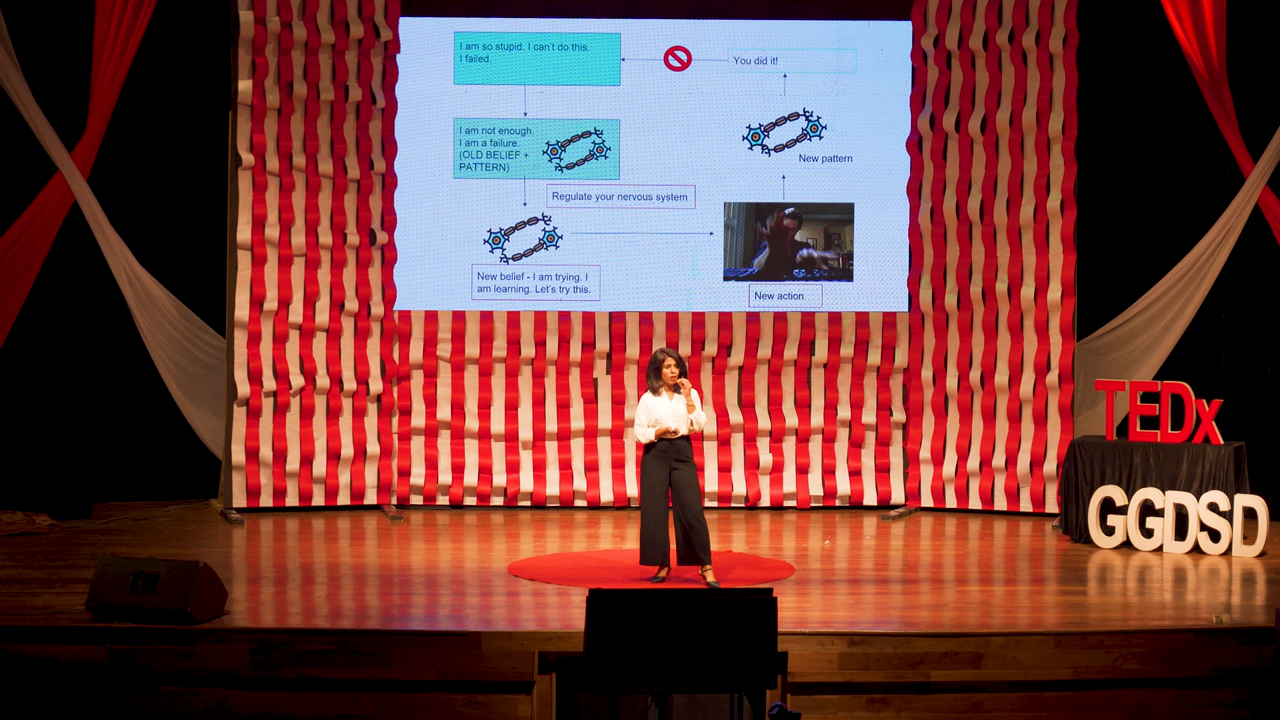 I am so stupid. I can't do this.
I failed.
You did it!
I am not enough.
I am a failure.
(OLD BELIEF +
PATTERN)
New pattern
Regulate your nervous system
New belief - I am trying. I
am learning. Let's try this.
New action
TEDx
GGDSD